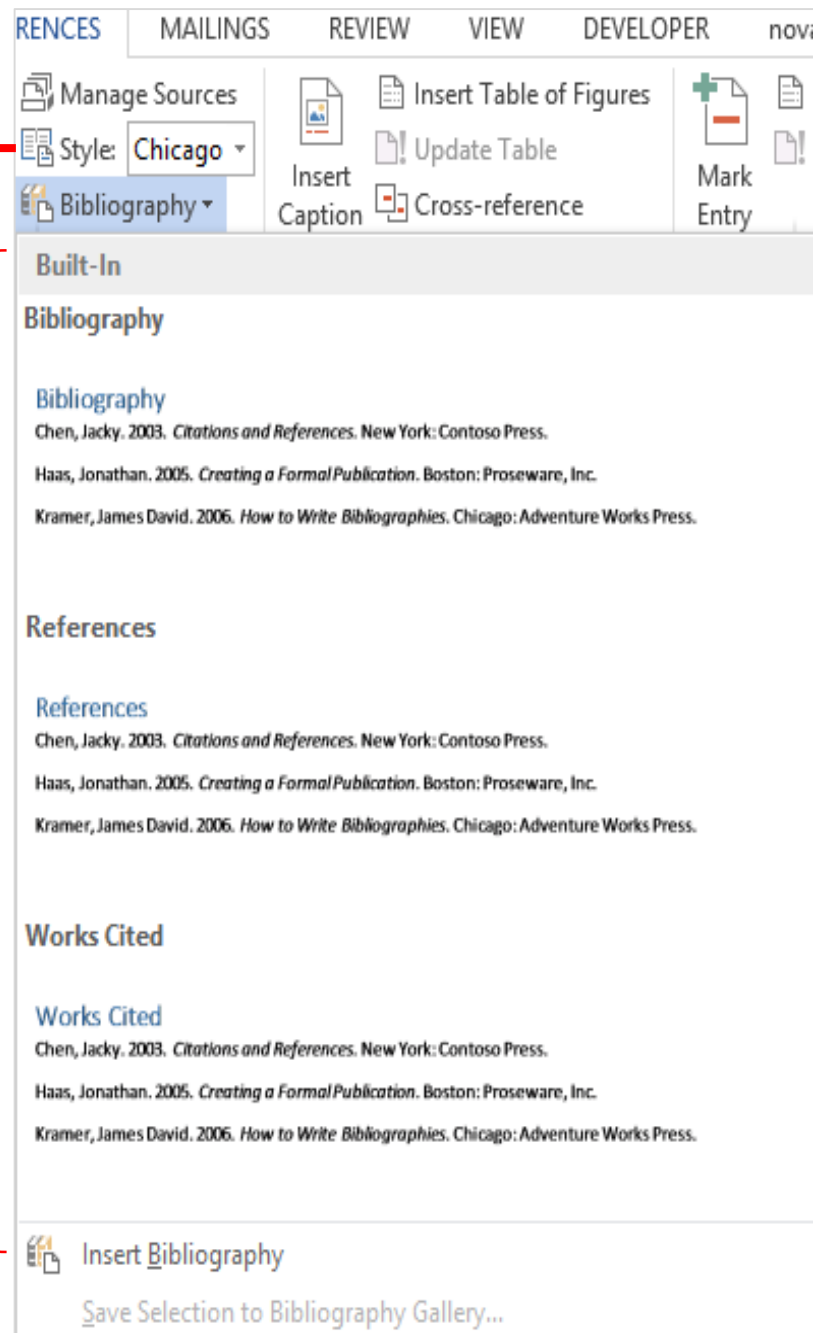 RENCES MAILINGS REVIEW VIEW DEVELOPER nova
Manage Sources
Style: Chicago
Bibliography
Insert Caption
Insert Table of Figures
Update Table
Cross-reference
Mark Entry
Built-In
Bibliography
Bibliography
Chen, Jacky. 2003. Citations and References. New York: Contoso Press.
Haas, Jonathan. 2005. Creating a Formal Publication. Boston: Proseware, Inc.
Kramer, James David. 2006. How to Write Bibliographies. Chicago: Adventure Works Press.
References
References
Chen, Jacky. 2003. Citations and References. New York: Contoso Press.
Haas, Jonathan. 2005. Creating a Formal Publication. Boston: Proseware, Inc.
Kramer, James David. 2006. How to Write Bibliographies. Chicago: Adventure Works Press.
Works Cited
Works Cited
Chen, Jacky. 2003. Citations and References. New York: Contoso Press.
Haas, Jonathan. 2005. Creating a Formal Publication. Boston: Proseware, Inc.
Kramer, James David. 2006. How to Write Bibliographies. Chicago: Adventure Works Press.
Insert Bibliography
Save Selection to Bibliography Gallery...